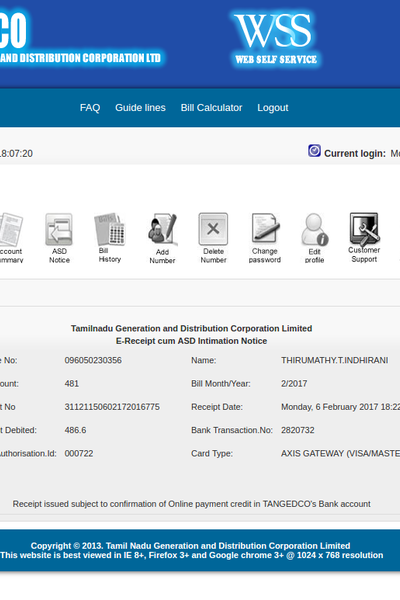 CO
WSS
AND DISTRIBUTION CORPORATION LTD
WEB SELF SERVICE
FAQ Guide lines Bill Calculator Logout
8:07:20
Current login: Mo
ccount
mmary
ASD
Notice
Bill
History
Add
Number
Delete
Number
Change
password
Edit
profile
Customer
Support
Tamilnadu Generation and Distribution Corporation Limited
E-Receipt cum ASD Intimation Notice
e No: 096050230356 Name: THIRUMATHY.T.INDHIRANI
ount: 481 Bill Month/Year: 2/2017
t No 31121150602172016775 Receipt Date: Monday, 6 February 2017 18:22
t Debited: 486.6 Bank Transaction.No: 2820732
uthorisation.Id: 000722 Card Type: AXIS GATEWAY (VISA/MASTE
Receipt issued subject to confirmation of Online payment credit in TANGEDCO's Bank account
Copyright © 2013. Tamil Nadu Generation and Distribution Corporation Limited
This website is best viewed in IE 8+, Firefox 3+ and Google chrome 3+ @ 1024 x 768 resolution